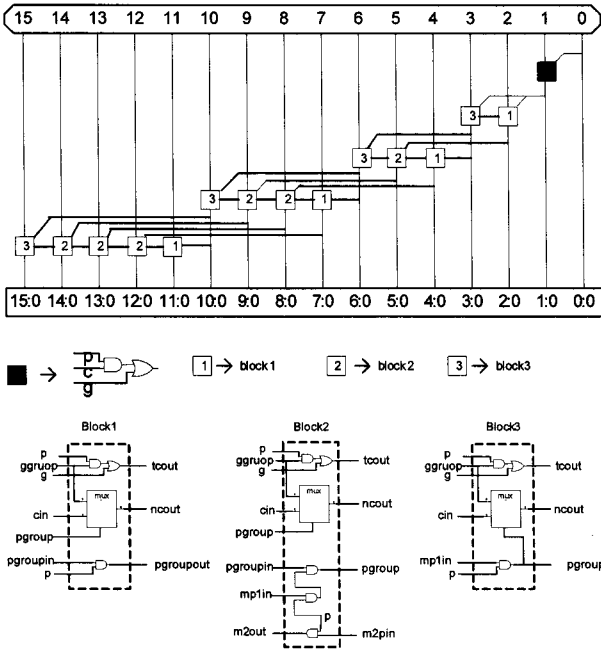 15 14 13 12 11 10 9 8 7 6 5 4 3 2 1 0
3 1
3 2 1
3 2 2 1
3 2 2 2 1
15:0 14:0 13:0 12:0 11:0 10:0 9:0 8:0 7:0 6:0 5:0 4:0 3:0 2:0 1:0 0:0
p
c
g
1 block1
2 block2
3 block3
Block1
p
ggruop
g
tcout
mux
cin
ncout
pgroup
pgroupin
p
pgroupout
Block2
p
ggruop
g
tcout
mux
cin
ncout
pgroup
pgroupin
pgroup
mp1in
p
m2out
m2pin
Block3
p
ggruop
g
tcout
mux
cin
ncout
mp1in
p
pgroup